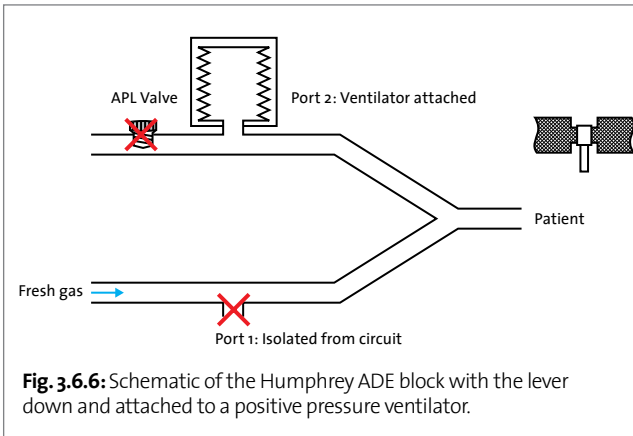 APL Valve
Port 2: Ventilator attached
Patient
Fresh gas
Port 1: Isolated from circuit
Fig. 3.6.6: Schematic of the Humphrey ADE block with the lever
down and attached to a positive pressure ventilator.